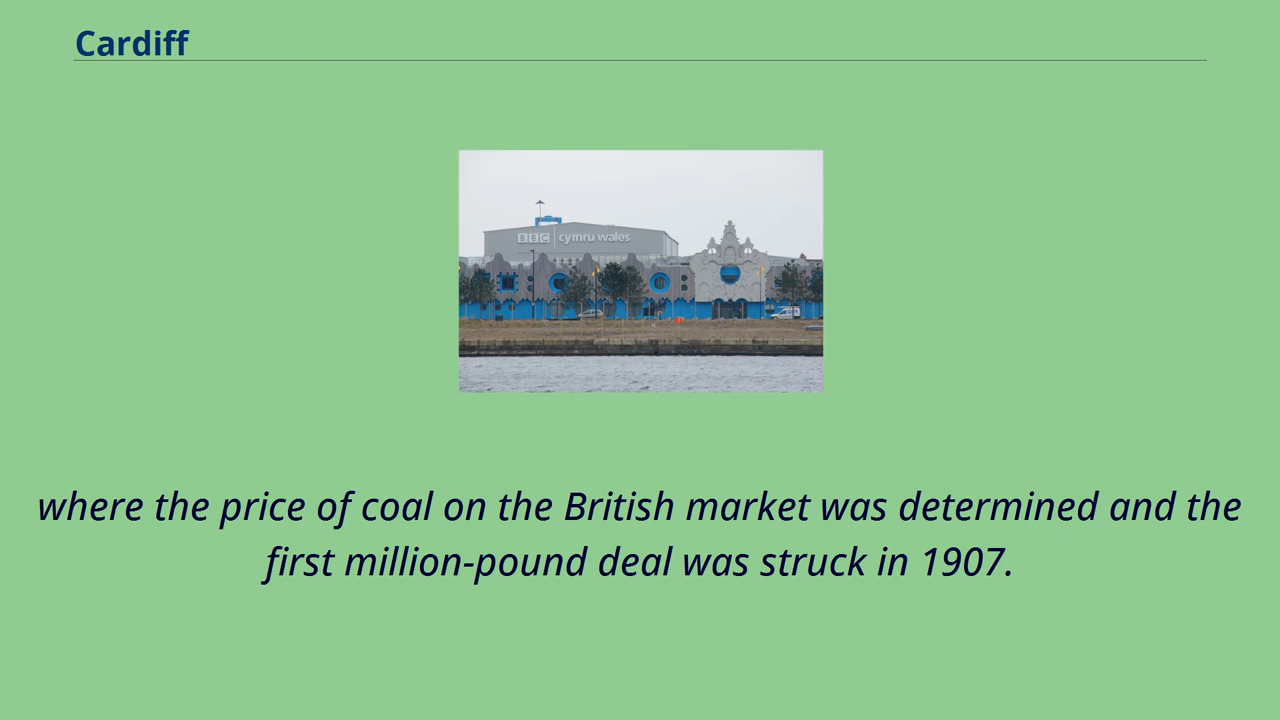 Cardiff
BBC cymru wales
where the price of coal on the British market was determined and the
first million-pound deal was struck in 1907.